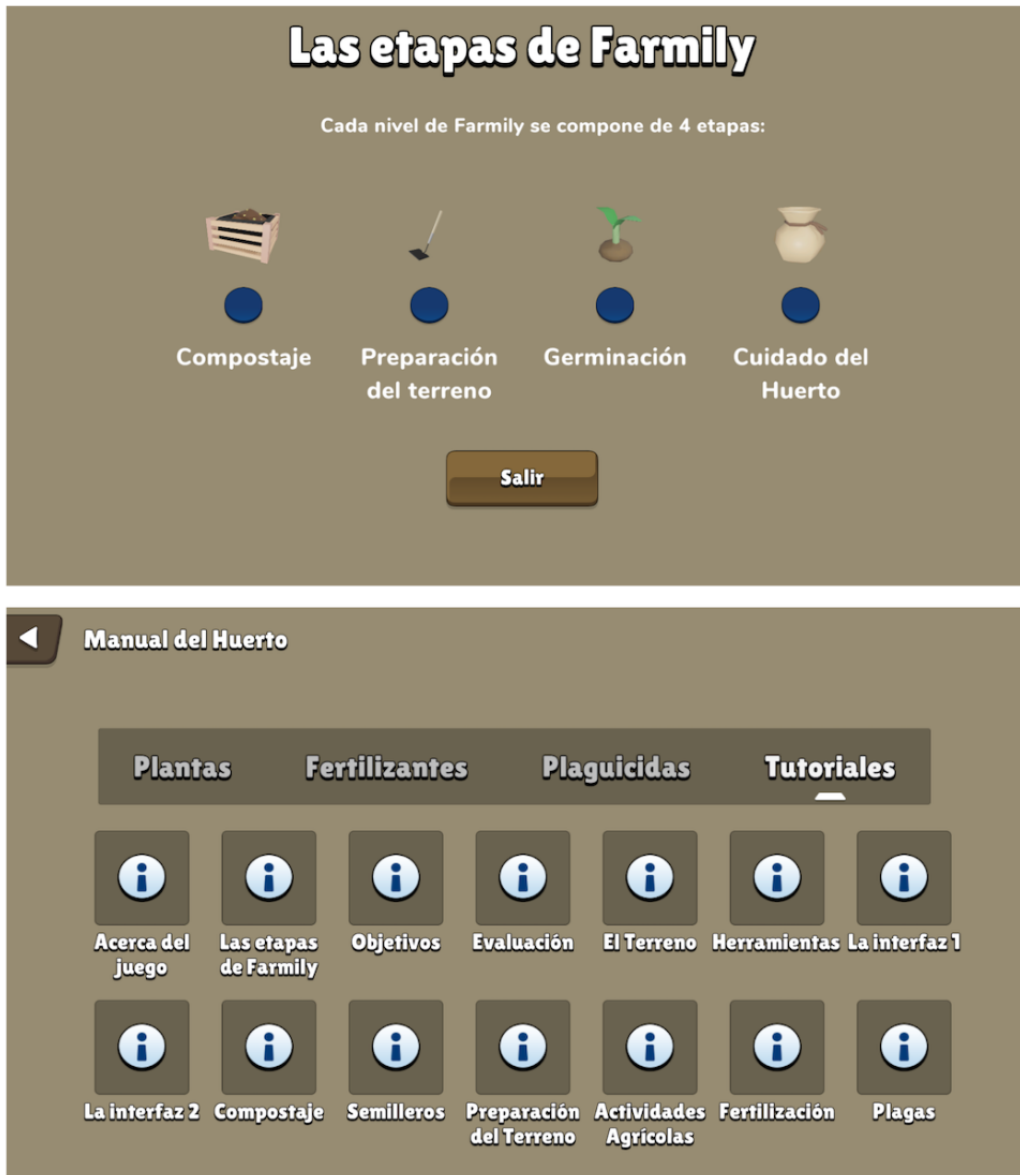 Las etapas de Farmily
Cada nivel de Farmily se compone de 4 etapas:
Compostaje
Preparación
del terreno
Germinación
Cuidado del
Huerto
Salir
Manual del Huerto
Plantas
Fertilizantes
Plaguicidas
Tutoriales
Acerca del
juego
Las etapas
de Farmily
Objetivos
Evaluación
El Terreno
Herramientas
La interfaz 1
La interfaz 2
Compostaje
Semilleros
Preparación
del Terreno
Actividades
Agrícolas
Fertilización
Plagas